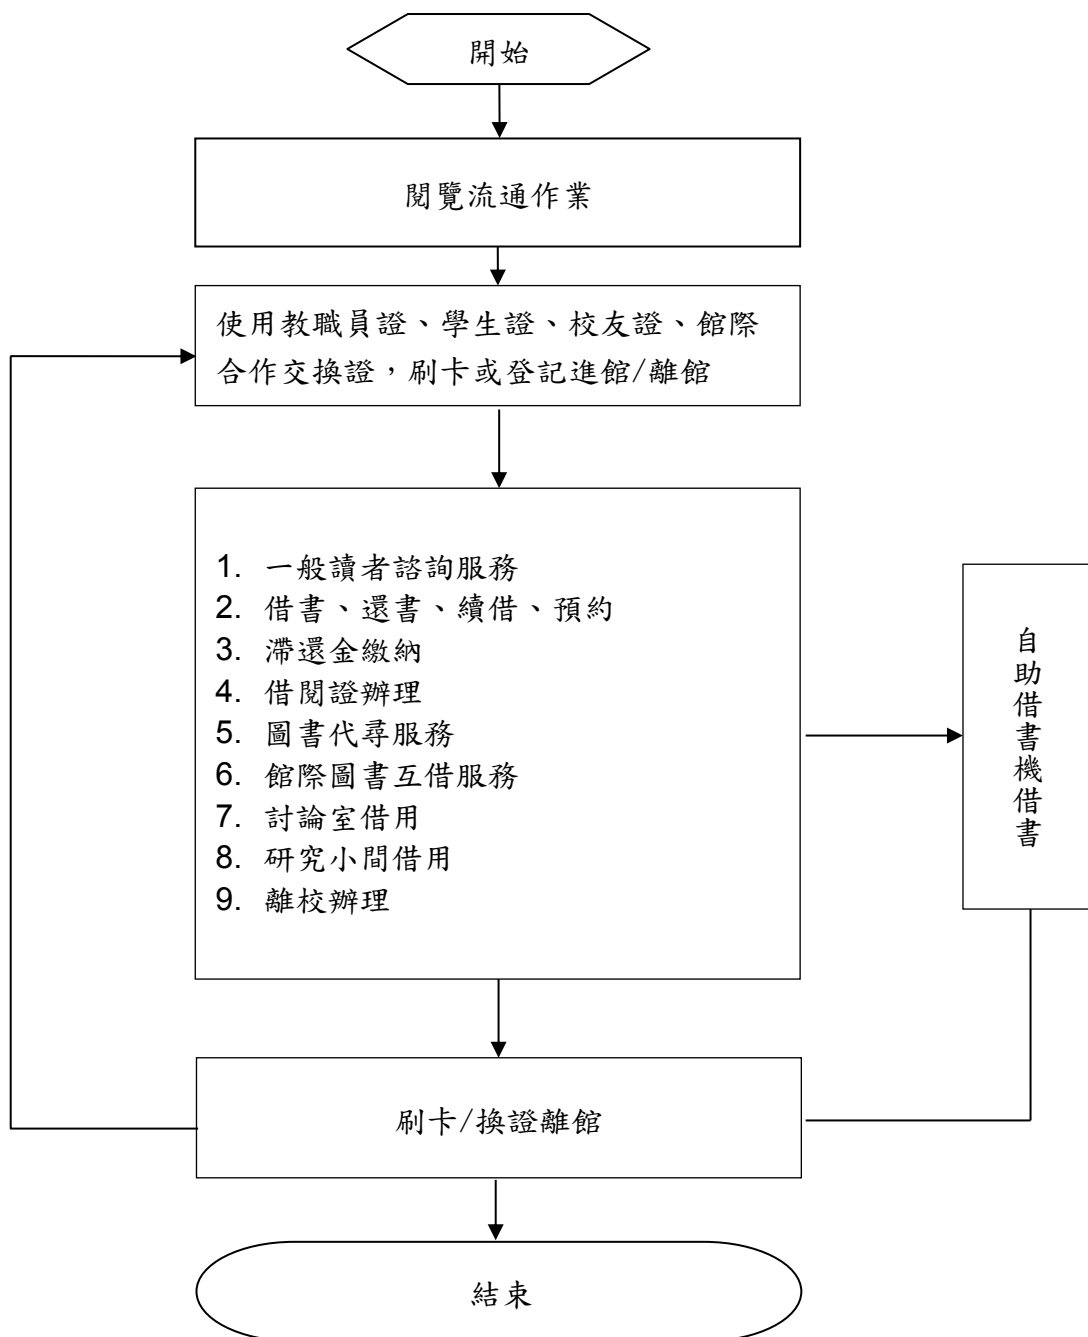 開始
閱覽流通作業
使用教職員證、學生證、校友證、館際
合作交換證，刷卡或登記進館/離館
1. 一般讀者諮詢服務
2. 借書、還書、續借、預約
3. 滯還金繳納
4. 借閱證辦理
5. 圖書代尋服務
6. 館際圖書互借服務
7. 討論室借用
8. 研究小間借用
9. 離校辦理
自助借書機借書
刷卡/換證離館
結束